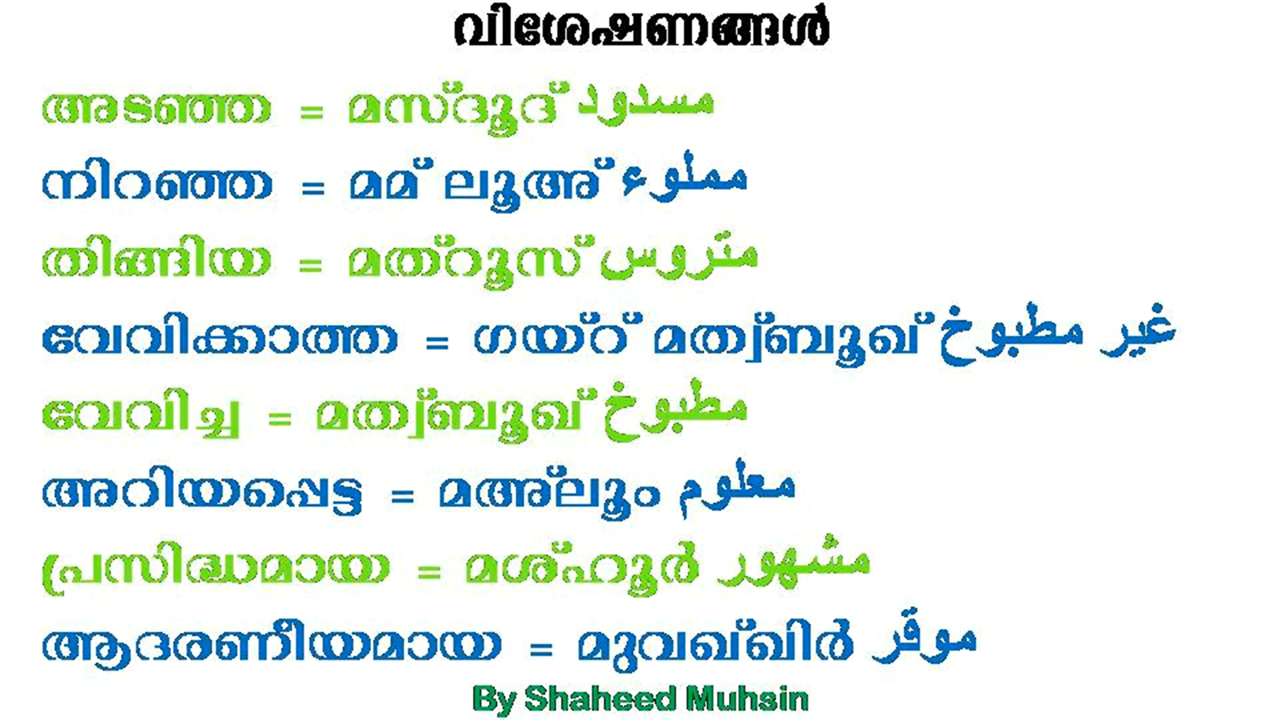 വിശേഷണങ്ങൾ
അടഞ്ഞ = മസ്ദൂദ് مسدود
നിറഞ്ഞ = മമ് ലൂഅ് مملوء
തിങ്ങിയ = മത്റൂസ് متروس
വേവിക്കാത്ത = ഗയ്റ് മത്വ്ബൂഖ് غير مطبوخ
വേവിച്ച = മത്വ്ബൂഖ് مطبوخ
അറിയപ്പെട്ട = മഅ്ലൂം معلوم
പ്രസിദ്ധമായ = മശ്ഹൂർ مشهور
ആദരണീയമായ = മുവഖ്ഖിർ موقر
By Shaheed Muhsin